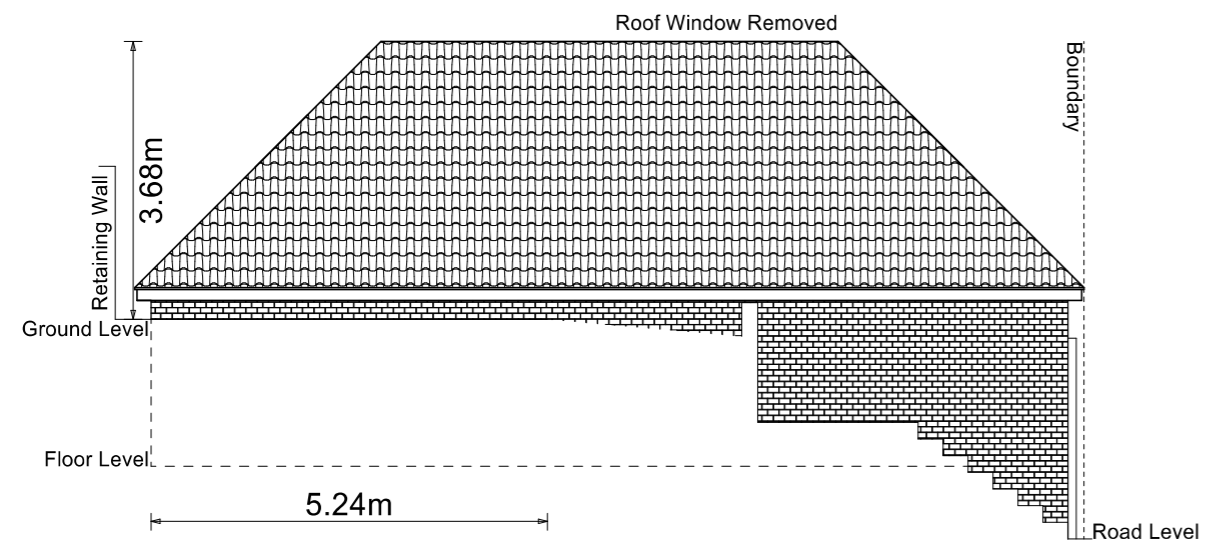 Roof Window Removed
Boundary
3.68m
Retaining Wall
Ground Level
Floor Level
5.24m
Road Level